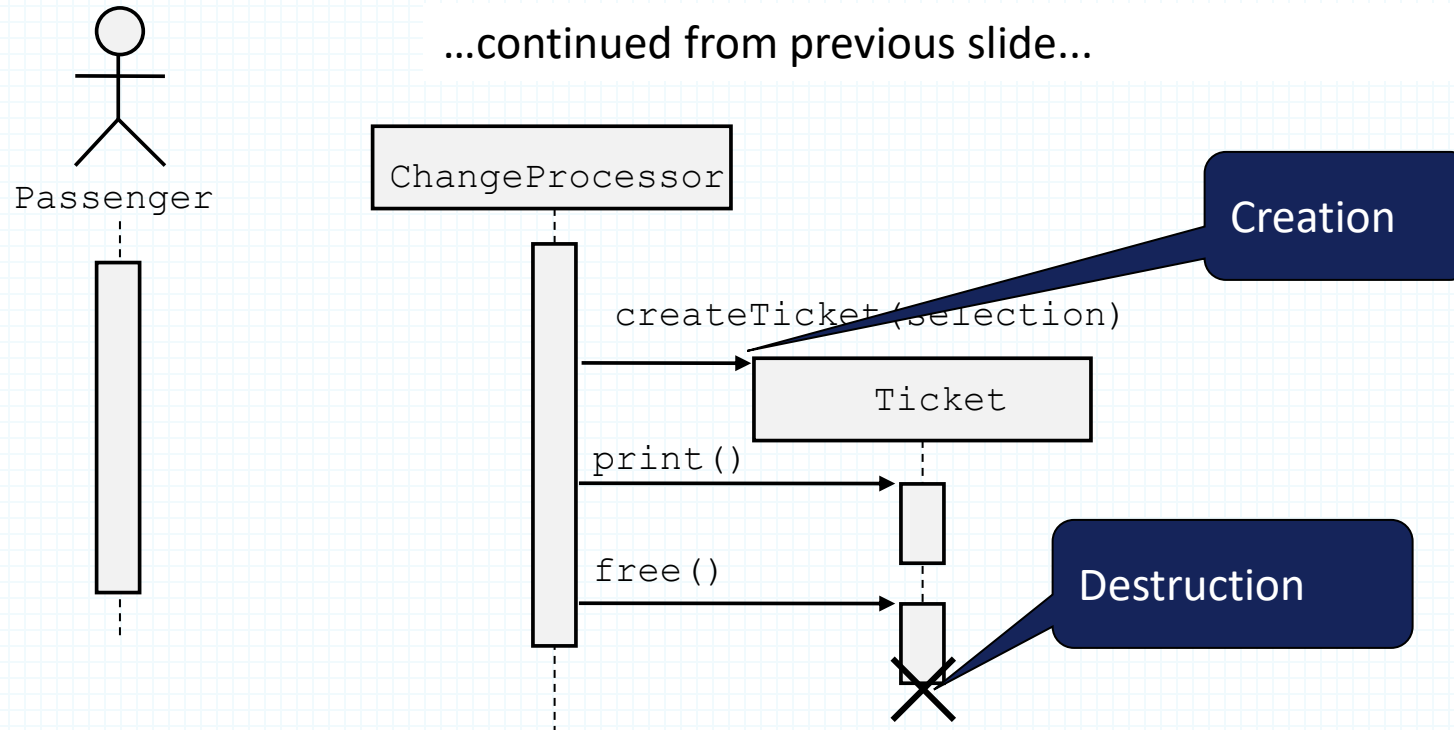 …continued from previous slide...
Passenger
ChangeProcessor
Creation
createTicket(selection)
Ticket
print()
free()
Destruction